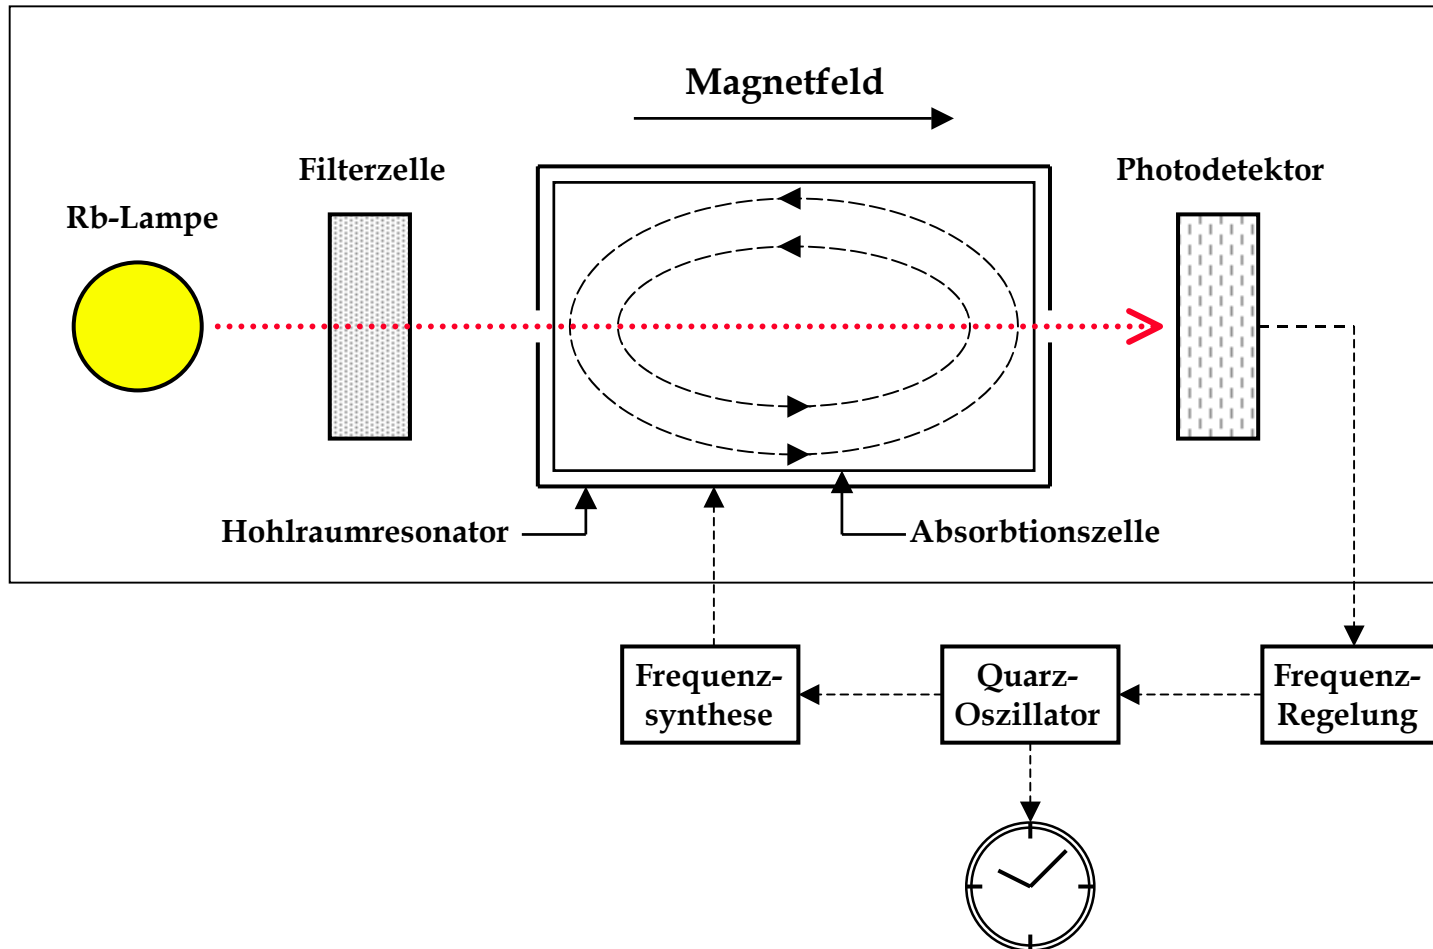 Magnetfeld
Filterzelle
Photodetektor
Rb-Lampe
Hohlraumresonator
Absorbtionszelle
Frequenz-
synthese
Quarz-
Oszillator
Frequenz-
Regelung